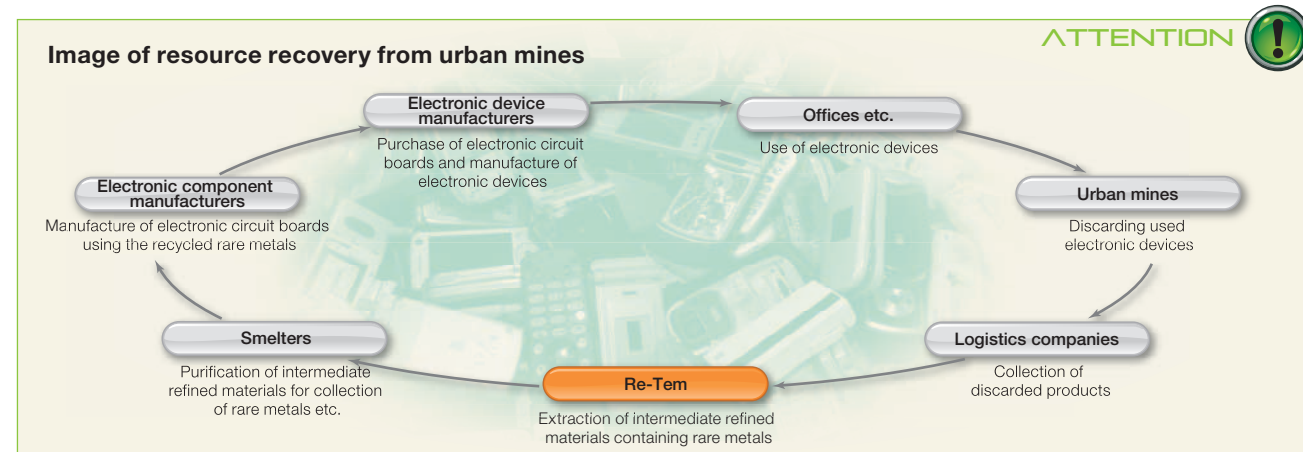 ATTENTION
Image of resource recovery from urban mines
Electronic device
manufacturers
Purchase of electronic circuit
boards and manufacture of
electronic devices
Offices etc.
Use of electronic devices
Urban mines
Discarding used
electronic devices
Logistics companies
Collection of
discarded products
Re-Tem
Extraction of intermediate refined
materials containing rare metals
Smelters
Purification of intermediate
refined materials for collection
of rare metals etc.
Electronic component
manufacturers
Manufacture of electronic circuit boards
using the recycled rare metals